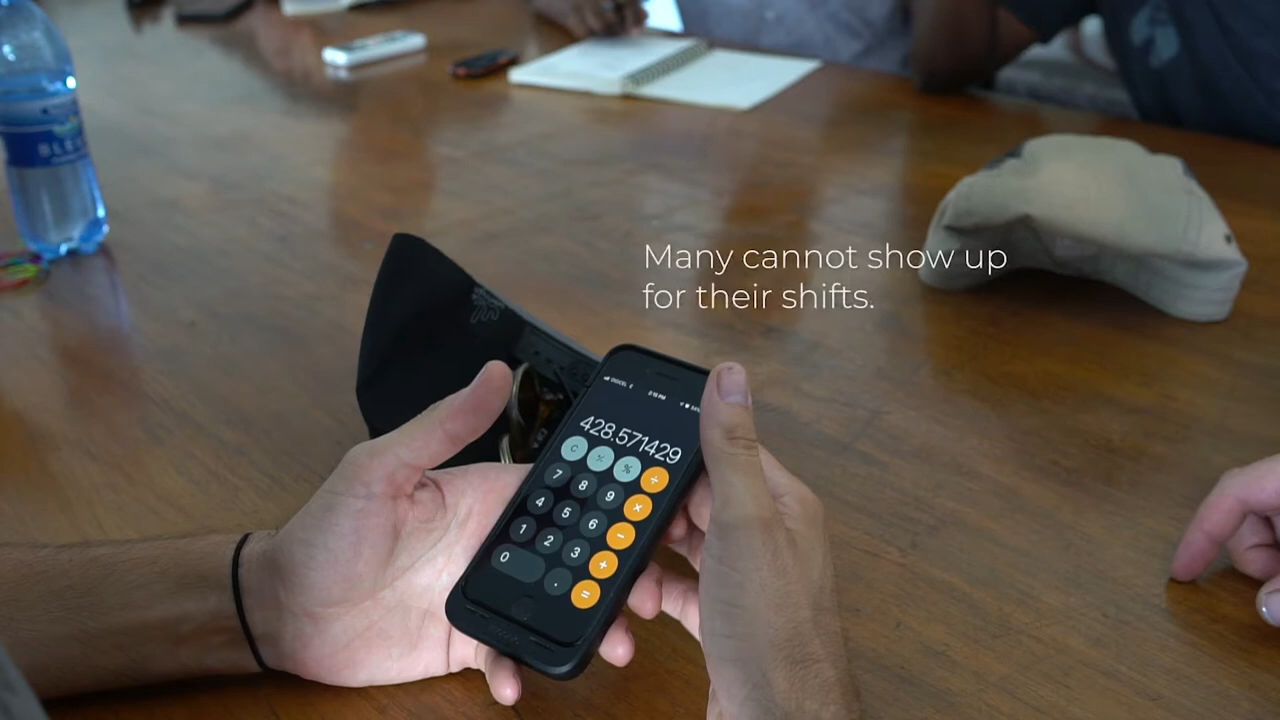 Many cannot show up
for their shifts.
DIGICEL
428.571429
C %
7 8 9 ×
4 5 6 −
1 2 3 +
0 . =